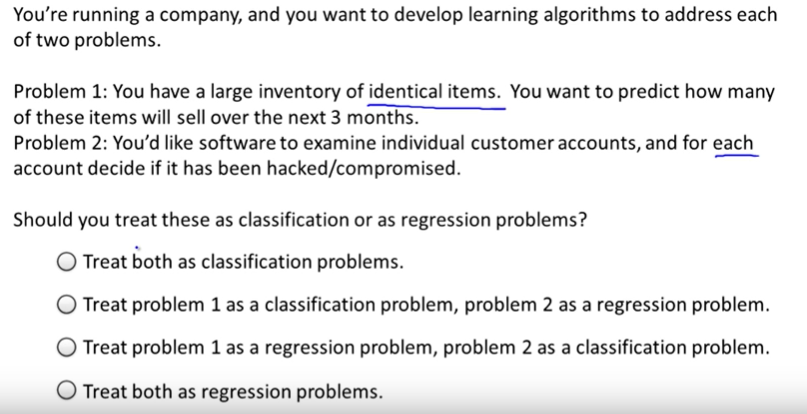 You’re running a company, and you want to develop learning algorithms to address each
of two problems.
Problem 1: You have a large inventory of identical items. You want to predict how many
of these items will sell over the next 3 months.
Problem 2: You’d like software to examine individual customer accounts, and for each
account decide if it has been hacked/compromised.
Should you treat these as classification or as regression problems?
Treat both as classification problems.
Treat problem 1 as a classification problem, problem 2 as a regression problem.
Treat problem 1 as a regression problem, problem 2 as a classification problem.
Treat both as regression problems.